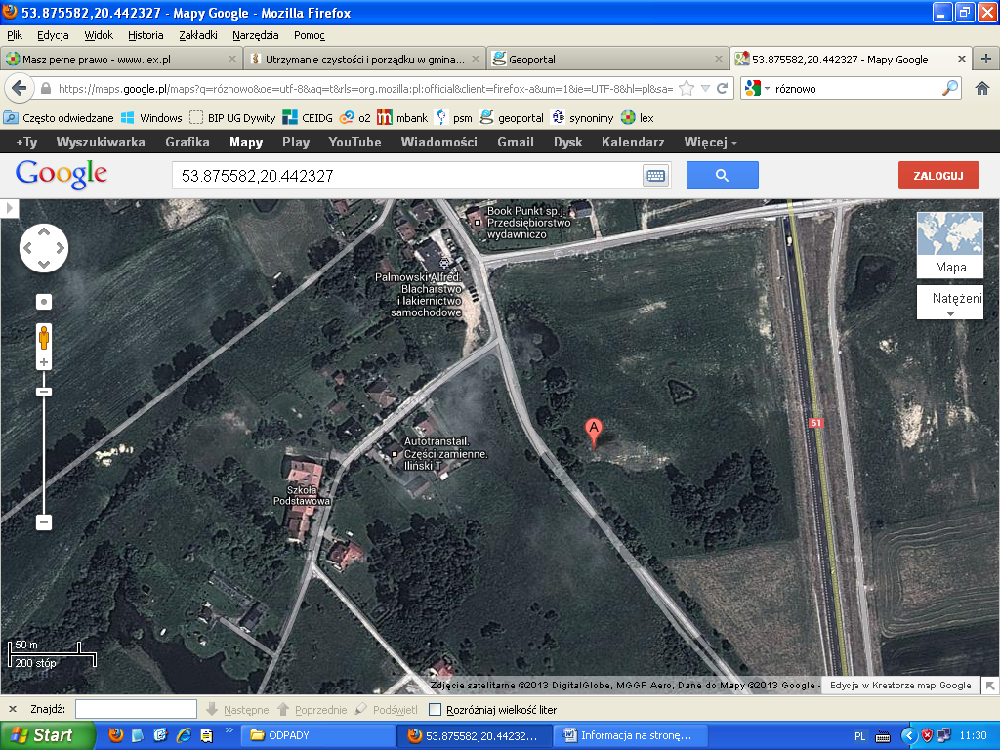 53.875582,20.442327 - Mapy Google - Mozilla Firefox
Plik Edycja Widok Historia Zakładki Narzędzia Pomoc
Masz pełne prawo - www.lex.pl
Utrzymanie czystości i porządku w gmina...
Geoportal
53.875582,20.442327 - Mapy Google
https://maps.google.pl/maps?q=różnowo&oe=utf-8&aq=t&rls=org.mozilla:pl:official&client=firefox-a&um=1&ie=UTF-8&hl=pl&sa=
różnowo
Często odwiedzane Windows BIP UG Dywity CEIDG o2 mbank psm geoportal synonimy lex
+Ty Wyszukiwarka Grafika Mapy Play YouTube Wiadomości Gmail Dysk Kalendarz Więcej
Google
53.875582,20.442327
ZALOGUJ
Book Punkt sp.j.
Przedsiębiorstwo
wydawniczo
Mapa
Palmowski Alfred.
Blacharstwo
i lakiernictwo
samochodowe
Natężeni
51
A
Autotranstail.
Części zamienne.
Iliński T
Szkoła
Podstawowa
50 m
200 stóp
Zdjęcie satelitarne ©2013 DigitalGlobe, MGGP Aero, Dane do Mapy ©2013 Google -
Edycja w Kreatorze map Google
Znajdź: Następne Poprzednie Podświetl Rozróżniaj wielkość liter
Start
ODPADY
53.875582,20.44232...
Informacja na stronę...
PL
11:30